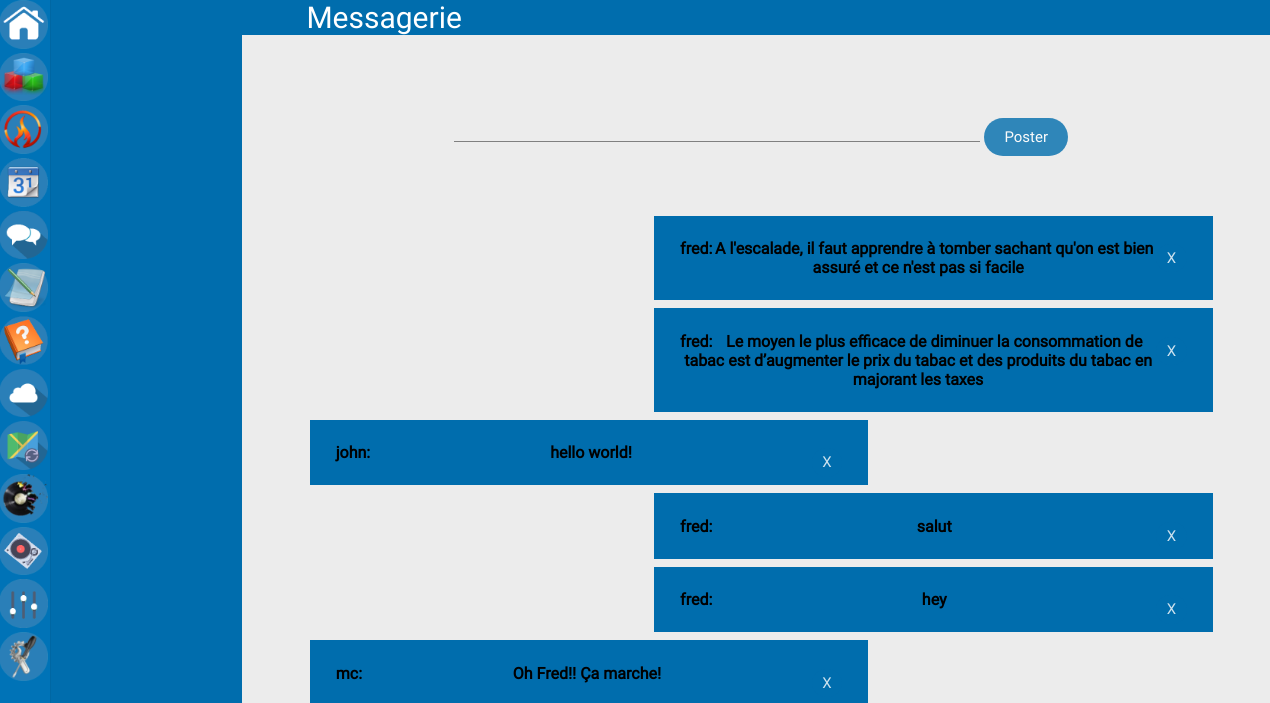 Messagerie
31
Poster
fred: A l'escalade, il faut apprendre à tomber sachant qu'on est bien
assuré et ce n'est pas si facile
X
fred: Le moyen le plus efficace de diminuer la consommation de
tabac est d’augmenter le prix du tabac et des produits du tabac en
majorant les taxes
X
john: hello world!
X
fred: salut
X
fred: hey
X
mc: Oh Fred!! Ça marche!
X